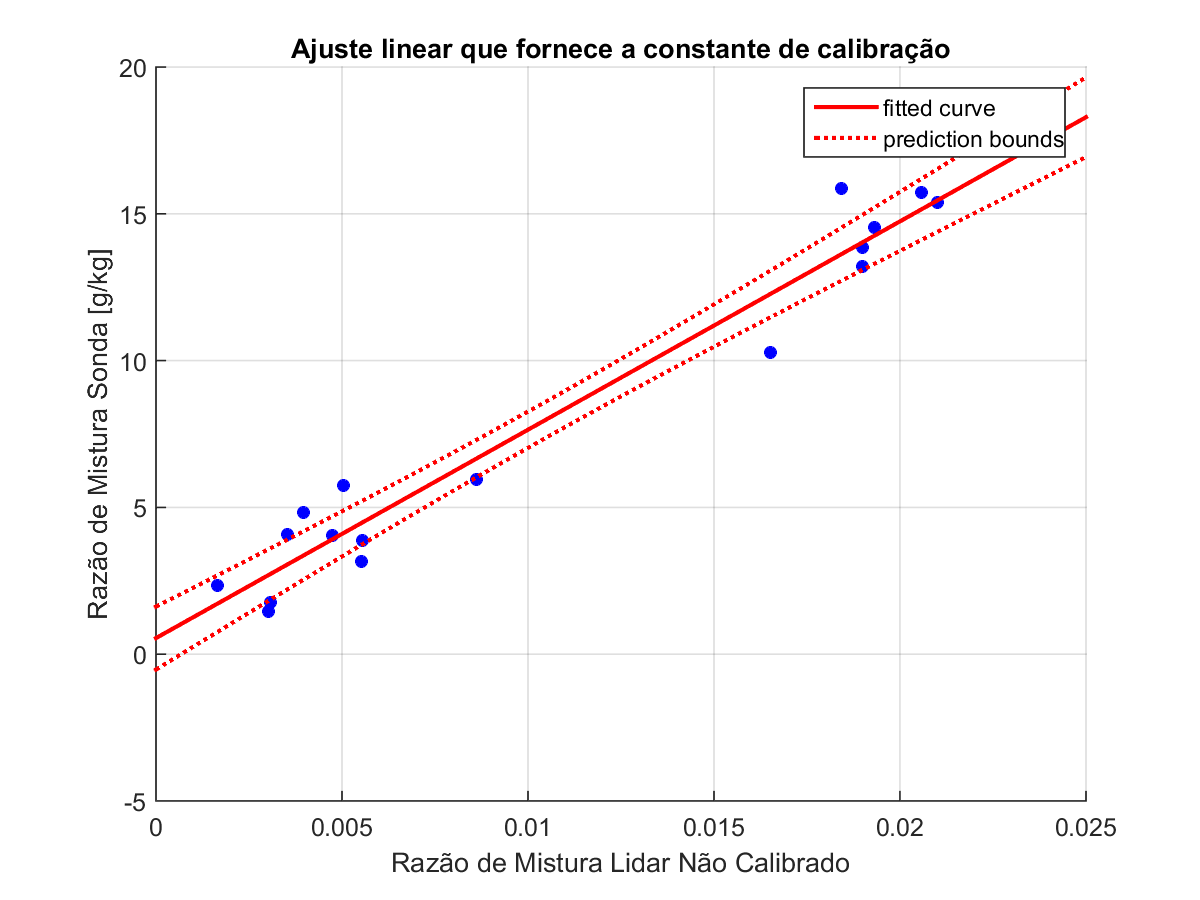 Ajuste linear que fornece a constante de calibração
fitted curve
prediction bounds
20
15
10
5
0
-5
Razão de Mistura Sonda [g/kg]
0
0.005
0.01
0.015
0.02
0.025
Razão de Mistura Lidar Não Calibrado